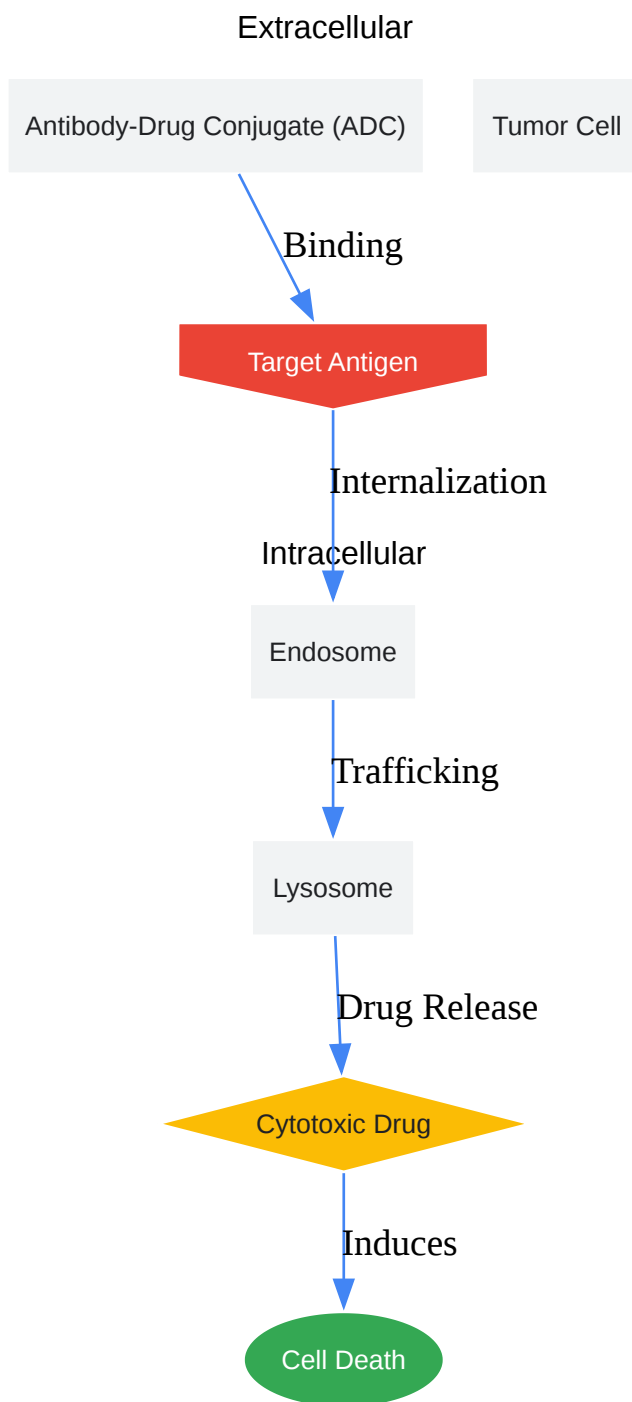 Extracellular
Antibody-Drug Conjugate (ADC)
Tumor Cell
Binding
Target Antigen
Internalization
Intracellular
Endosome
Trafficking
Lysosome
Drug Release
Cytotoxic Drug
Induces
Cell Death